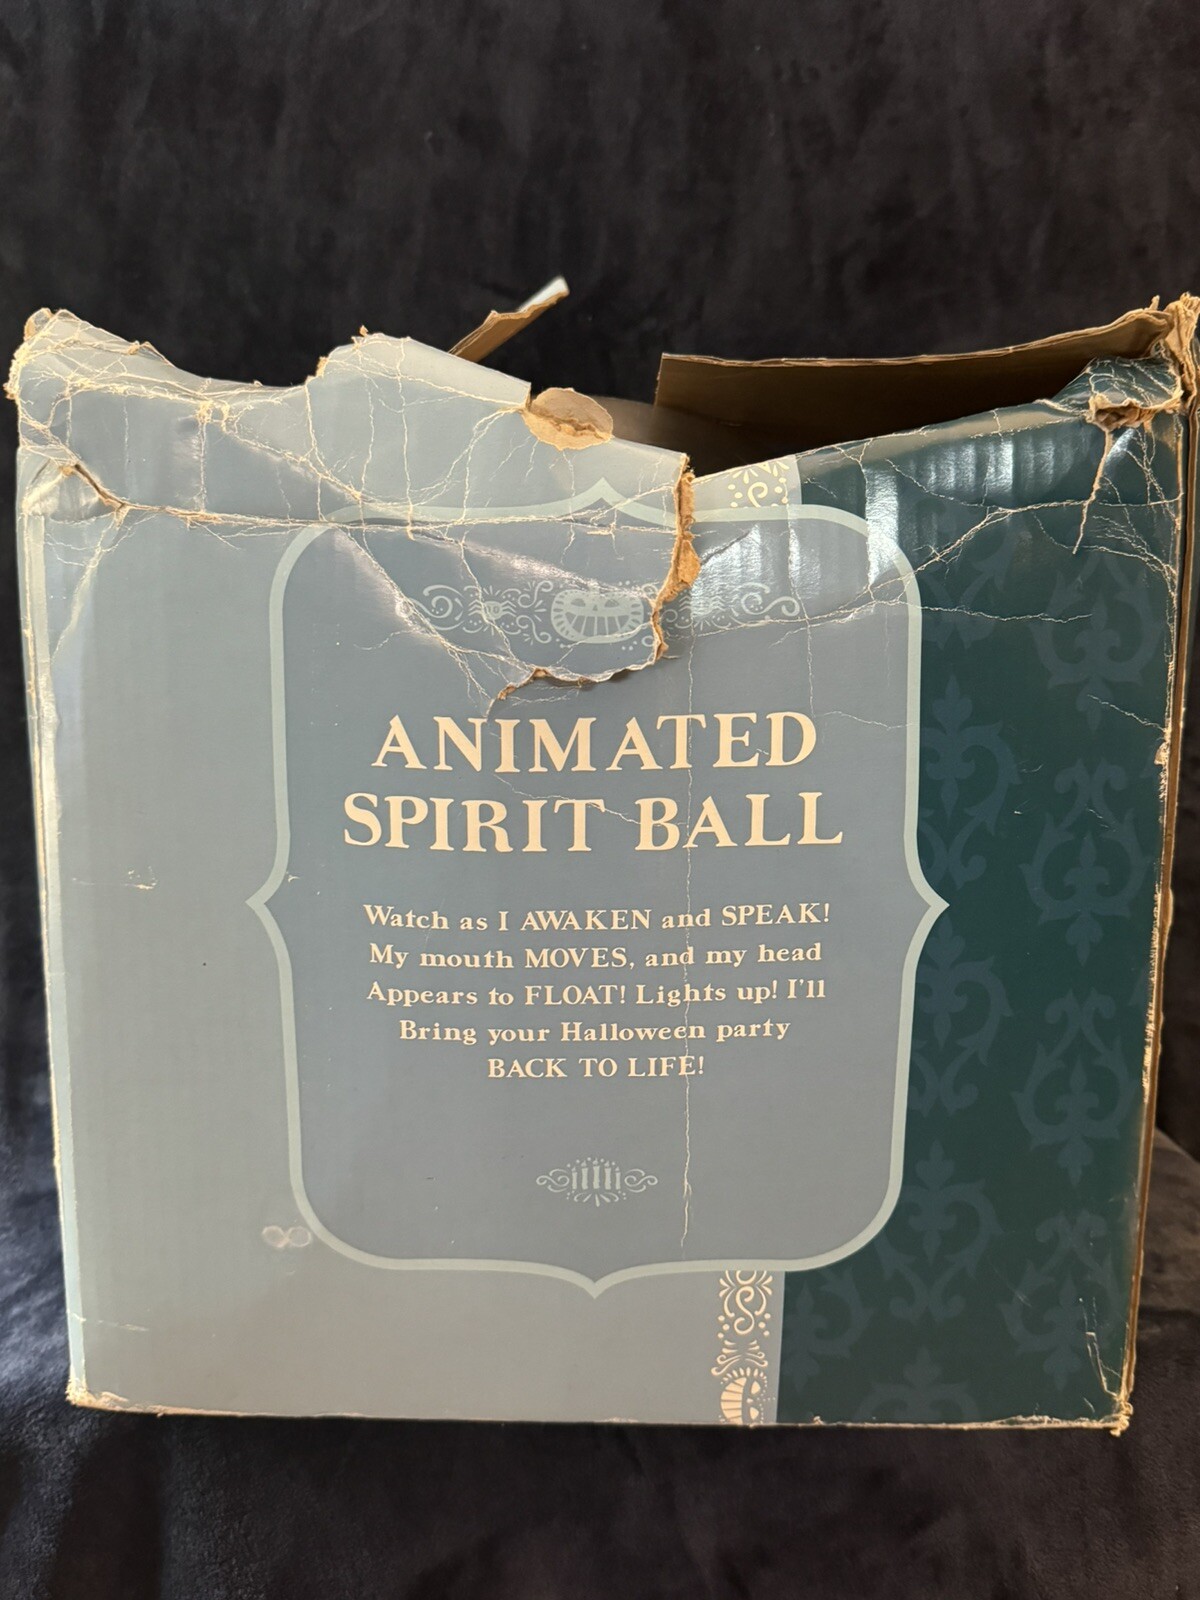 ANIMATED
SPIRIT BALL
Watch as I AWAKEN and SPEAK!
My mouth MOVES, and my head
Appears to FLOAT! Lights up! I'll
Bring your Halloween party
BACK TO LIFE!